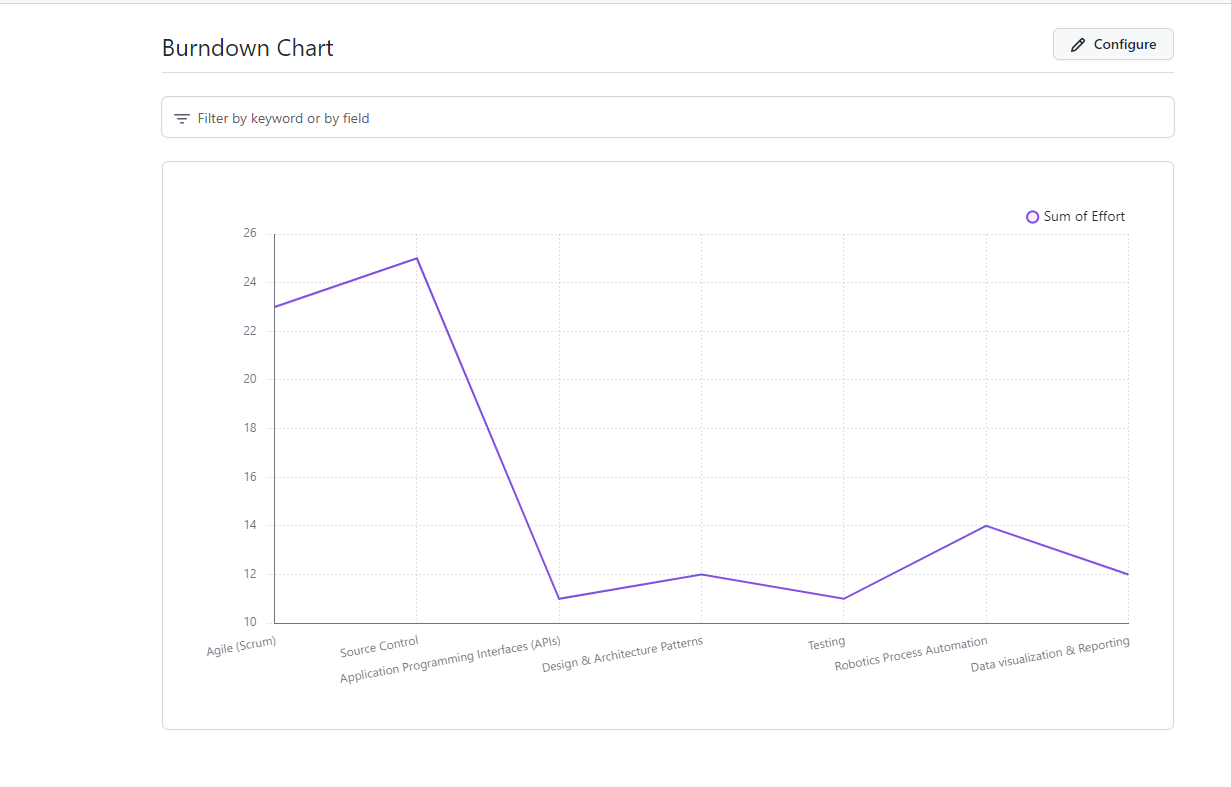 Burndown Chart
Configure
Filter by keyword or by field
Sum of Effort
26
24
22
20
18
16
14
12
10
Agile (Scrum)
Source Control
Application Programming Interfaces (APIs)
Design & Architecture Patterns
Testing
Robotics Process Automation
Data visualization & Reporting